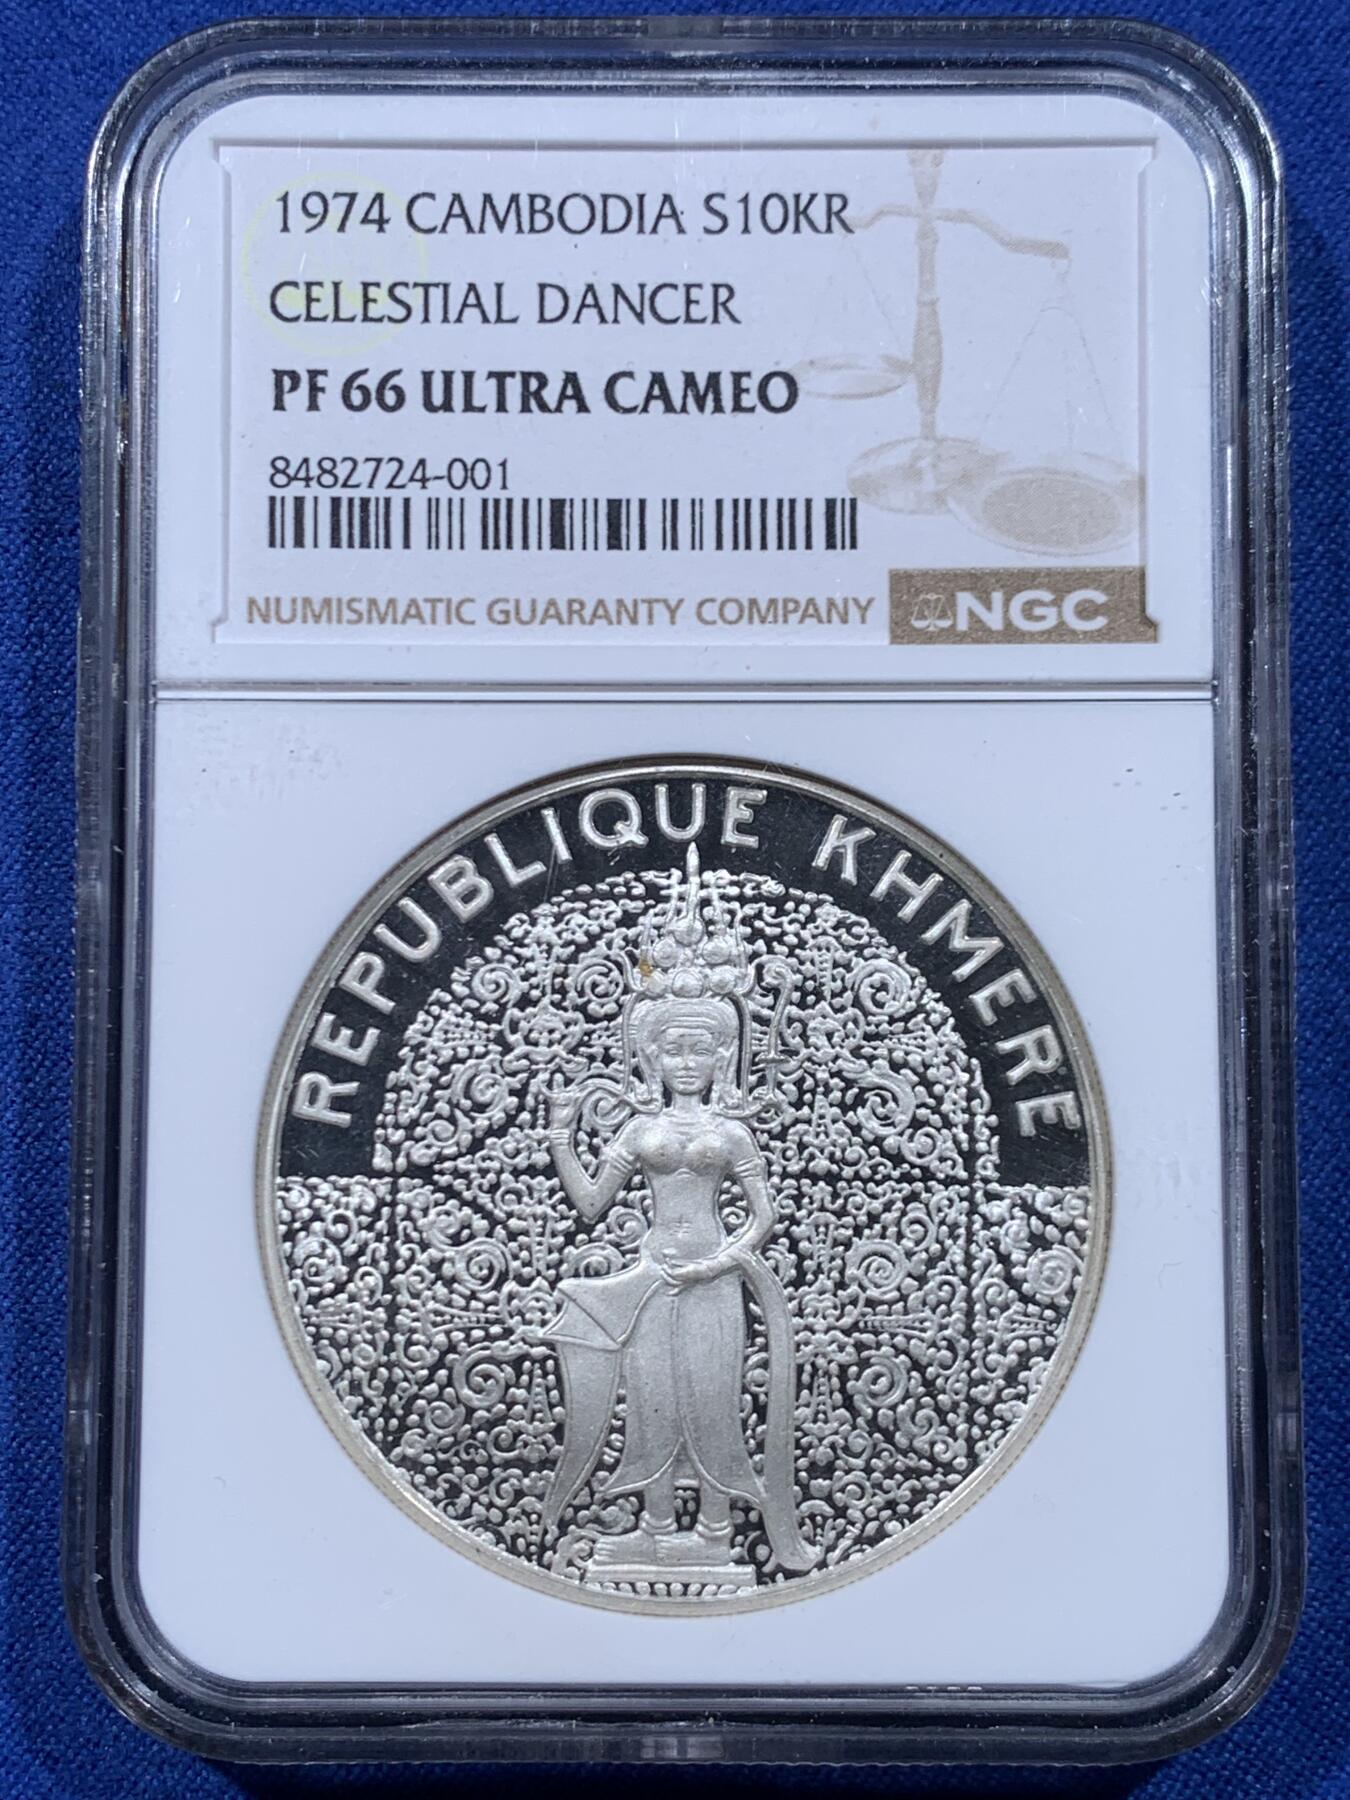 1974 CAMBODIA S10KR
CELESTIAL DANCER
PF 66 ULTRA CAMEO
8482724-001
NUMISMATIC GUARANTY COMPANY NGC
REPUBLIQUE KHMERE